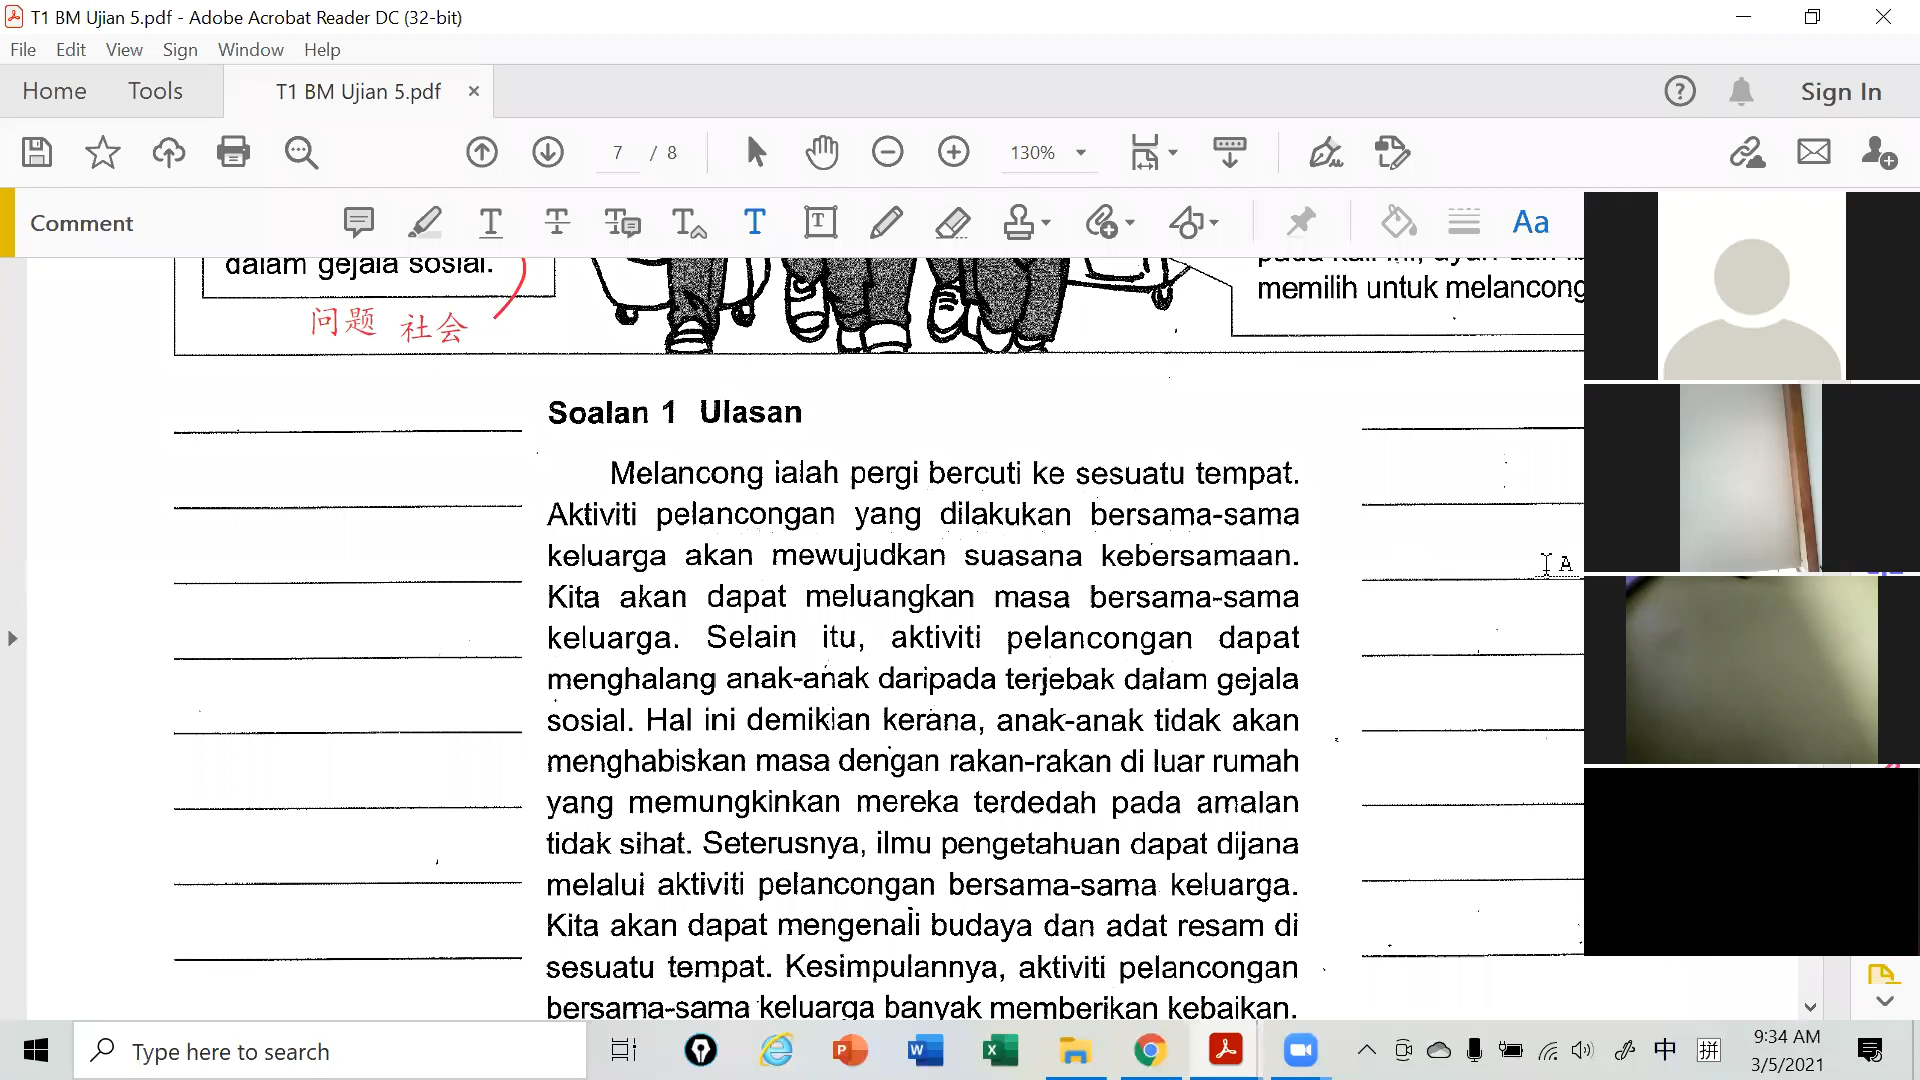 T1 BM Ujian 5.pdf - Adobe Acrobat Reader DC (32-bit)
File Edit View Sign Window Help
Home Tools T1 BM Ujian 5.pdf × Sign In
7 / 8 130%
Comment
dalam gejala sosial.
memilih untuk melancong
问题 社会
Soalan 1 Ulasan
Melancong ialah pergi bercuti ke sesuatu tempat.
Aktiviti pelancongan yang dilakukan bersama-sama
keluarga akan mewujudkan suasana kebersamaan.
Kita akan dapat meluangkan masa bersama-sama
keluarga. Selain itu, aktiviti pelancongan dapat
menghalang anak-anak daripada terjebak dalam gejala
sosial. Hal ini demikian kerana, anak-anak tidak akan
menghabiskan masa dengan rakan-rakan di luar rumah
yang memungkinkan mereka terdedah pada amalan
tidak sihat. Seterusnya, ilmu pengetahuan dapat dijana
melalui aktiviti pelancongan bersama-sama keluarga.
Kita akan dapat mengenali budaya dan adat resam di
sesuatu tempat. Kesimpulannya, aktiviti pelancongan
bersama-sama keluarga banyak memberikan kebaikan.
Type here to search
中 拼
9:34 AM
3/5/2021